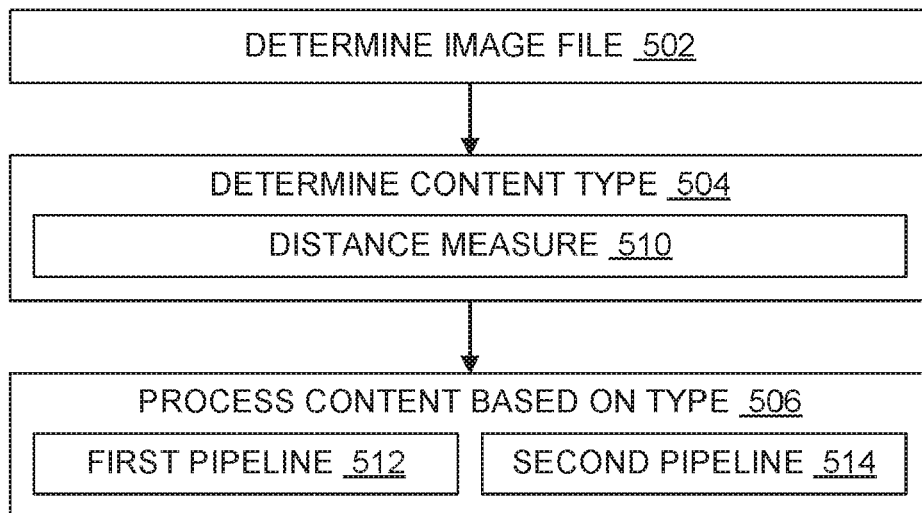 DETERMINE IMAGE FILE 502
DETERMINE CONTENT TYPE 504
DISTANCE MEASURE 510
PROCESS CONTENT BASED ON TYPE 506
FIRST PIPELINE 512
SECOND PIPELINE 514